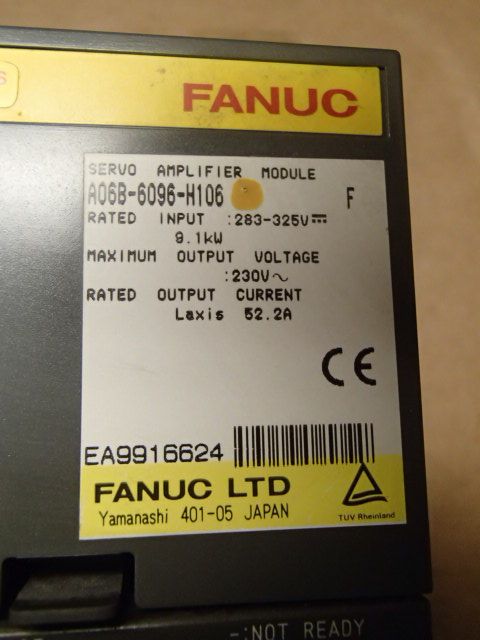 S
FANUC
SERVO AMPLIFIER MODULE
A06B-6096-H106 F
RATED INPUT :283-325V⎓
9.1kW
MAXIMUM OUTPUT VOLTAGE
:230V~
RATED OUTPUT CURRENT
Laxis 52.2A
CE
EA9916624
FANUC LTD
Yamanashi 401-05 JAPAN
TUV Rheinland
-:NOT READY